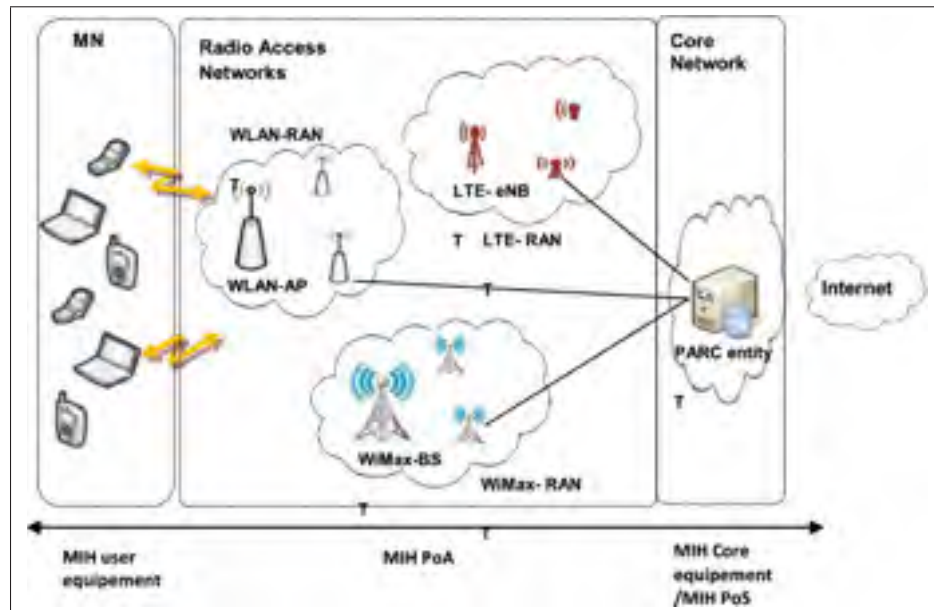 MN
Radio Access
Networks
Core
Network
WLAN-RAN
T
WLAN-AP
LTE- eNB
T LTE- RAN
T
PARC entity
T
Internet
WiMax-BS
WiMax- RAN
T
T
MIH user
equipement
MIH PoA
MIH Core
equipement
/MIH PoS